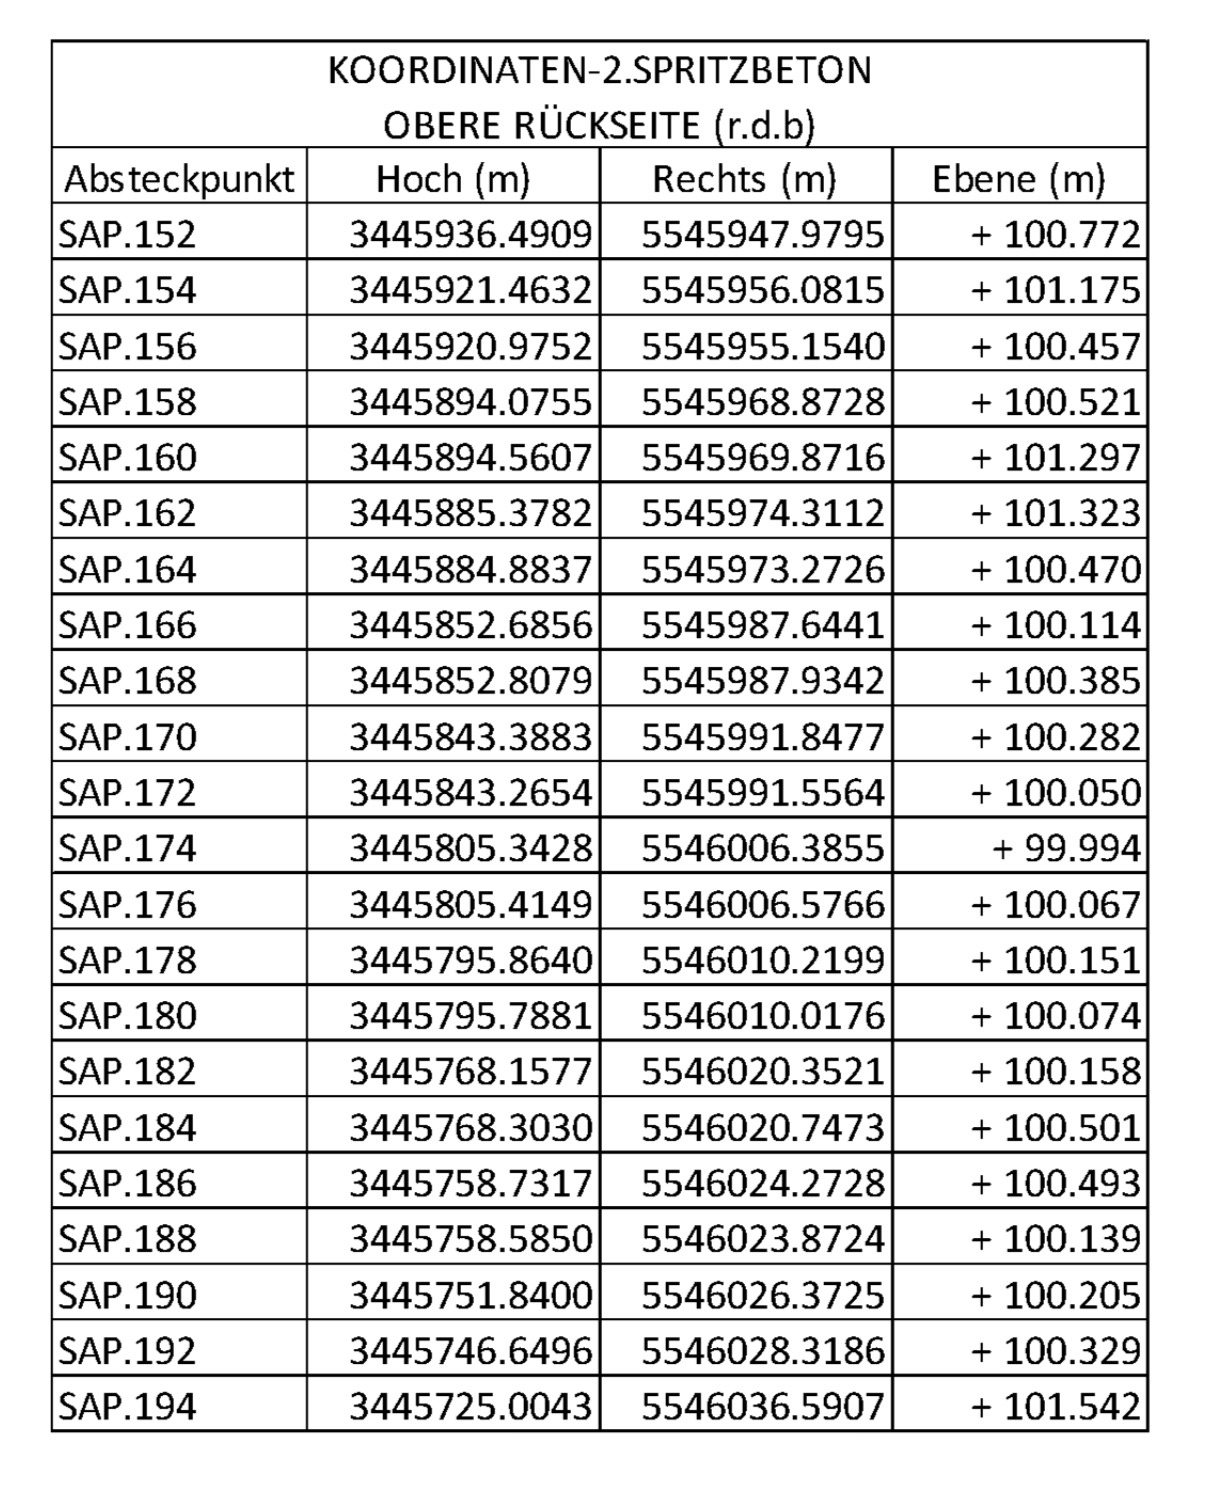 KOORDINATEN-2.SPRITZBETON
OBERE RÜCKSEITE (r.d.b)
Absteckpunkt Hoch (m) Rechts (m) Ebene (m)
SAP.152 3445936.4909 5545947.9795 + 100.772
SAP.154 3445921.4632 5545956.0815 + 101.175
SAP.156 3445920.9752 5545955.1540 + 100.457
SAP.158 3445894.0755 5545968.8728 + 100.521
SAP.160 3445894.5607 5545969.8716 + 101.297
SAP.162 3445885.3782 5545974.3112 + 101.323
SAP.164 3445884.8837 5545973.2726 + 100.470
SAP.166 3445852.6856 5545987.6441 + 100.114
SAP.168 3445852.8079 5545987.9342 + 100.385
SAP.170 3445843.3883 5545991.8477 + 100.282
SAP.172 3445843.2654 5545991.5564 + 100.050
SAP.174 3445805.3428 5546006.3855 + 99.994
SAP.176 3445805.4149 5546006.5766 + 100.067
SAP.178 3445795.8640 5546010.2199 + 100.151
SAP.180 3445795.7881 5546010.0176 + 100.074
SAP.182 3445768.1577 5546020.3521 + 100.158
SAP.184 3445768.3030 5546020.7473 + 100.501
SAP.186 3445758.7317 5546024.2728 + 100.493
SAP.188 3445758.5850 5546023.8724 + 100.139
SAP.190 3445751.8400 5546026.3725 + 100.205
SAP.192 3445746.6496 5546028.3186 + 100.329
SAP.194 3445725.0043 5546036.5907 + 101.542